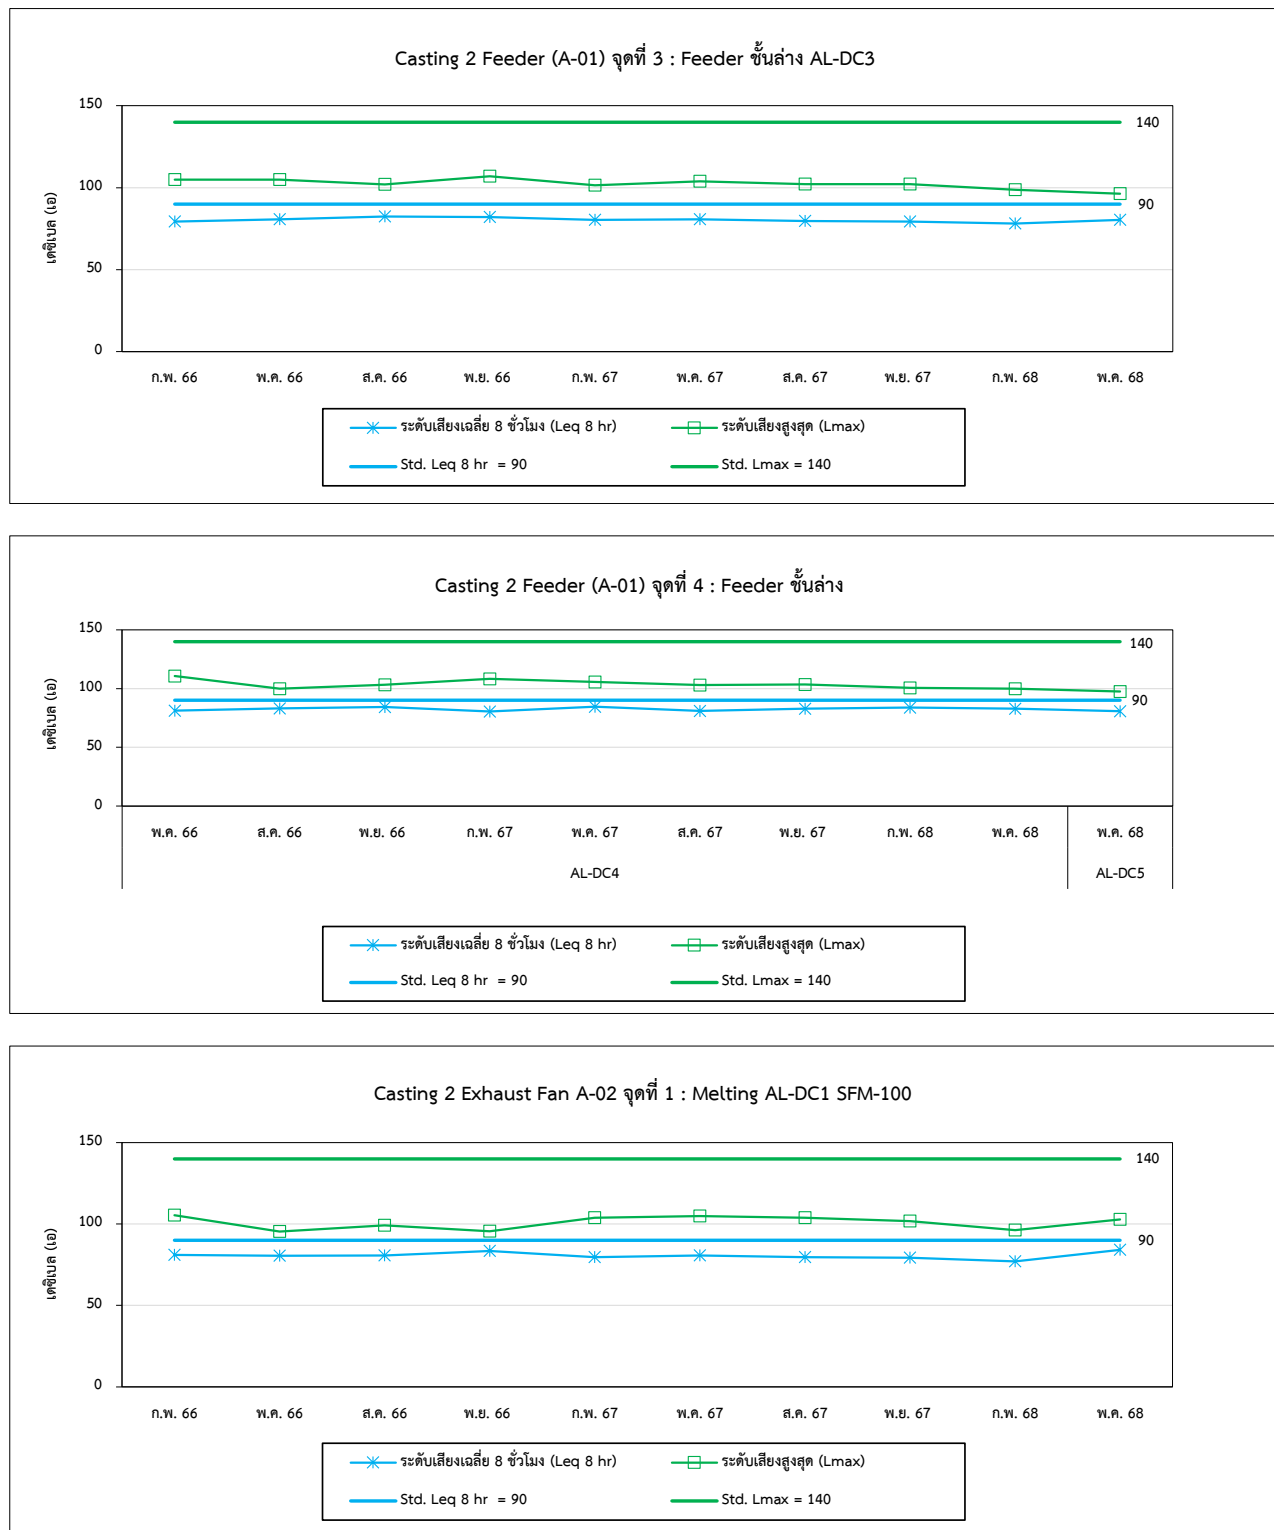 Casting 2 Feeder (A-01) จุดที่ 3 : Feeder ชั้นล่าง AL-DC3
เดซิเบล (เอ)
150
100
50
0
140
90
ก.พ. 66 พ.ค. 66 ส.ค. 66 พ.ย. 66 ก.พ. 67 พ.ค. 67 ส.ค. 67 พ.ย. 67 ก.พ. 68 พ.ค. 68
ระดับเสียงเฉลี่ย 8 ชั่วโมง (Leq 8 hr) ระดับเสียงสูงสุด (Lmax)
Std. Leq 8 hr = 90 Std. Lmax = 140
Casting 2 Feeder (A-01) จุดที่ 4 : Feeder ชั้นล่าง
เดซิเบล (เอ)
150
100
50
0
140
90
พ.ค. 66 ส.ค. 66 พ.ย. 66 ก.พ. 67 พ.ค. 67 ส.ค. 67 พ.ย. 67 ก.พ. 68 พ.ค. 68 พ.ค. 68
AL-DC4 AL-DC5
ระดับเสียงเฉลี่ย 8 ชั่วโมง (Leq 8 hr) ระดับเสียงสูงสุด (Lmax)
Std. Leq 8 hr = 90 Std. Lmax = 140
Casting 2 Exhaust Fan A-02 จุดที่ 1 : Melting AL-DC1 SFM-100
เดซิเบล (เอ)
150
100
50
0
140
90
ก.พ. 66 พ.ค. 66 ส.ค. 66 พ.ย. 66 ก.พ. 67 พ.ค. 67 ส.ค. 67 พ.ย. 67 ก.พ. 68 พ.ค. 68
ระดับเสียงเฉลี่ย 8 ชั่วโมง (Leq 8 hr) ระดับเสียงสูงสุด (Lmax)
Std. Leq 8 hr = 90 Std. Lmax = 140